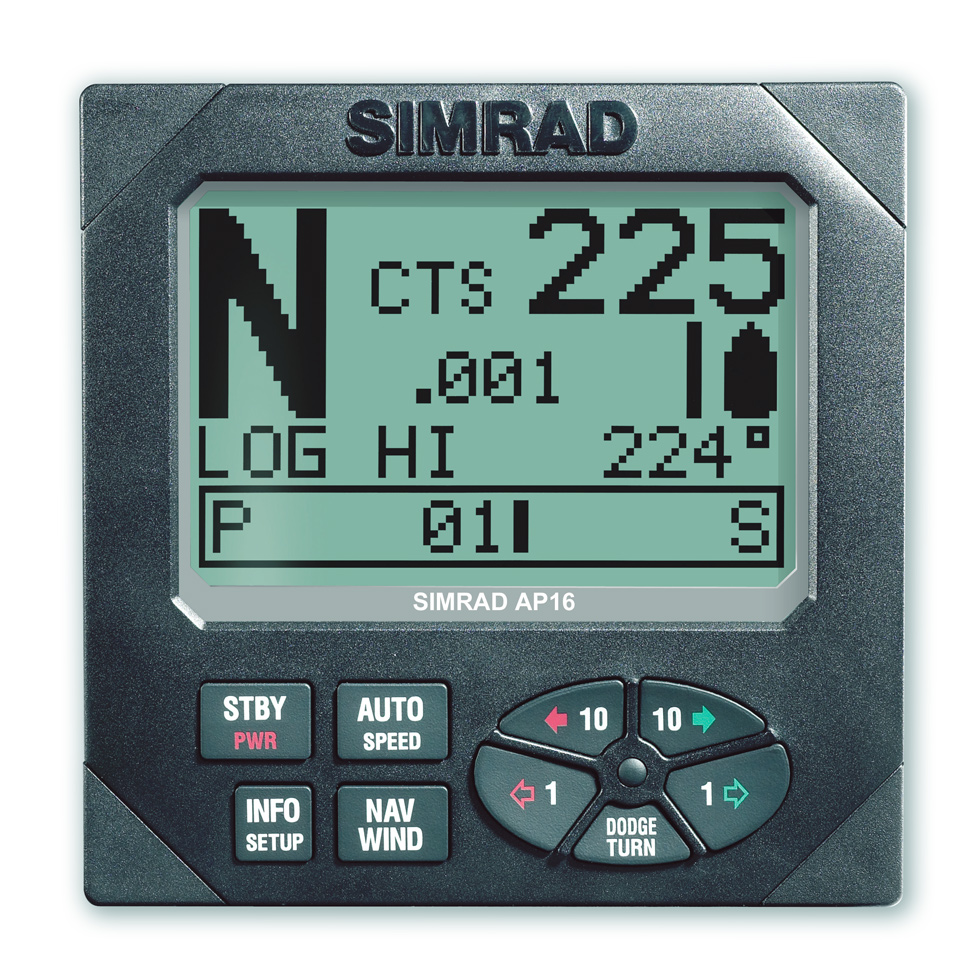 SIMRAD
N CTS 225
.001
LOG HI 224°
P 01 S
SIMRAD AP16
STBY AUTO 10 10
PWR SPEED
1 1
INFO NAV DODGE
SETUP WIND TURN